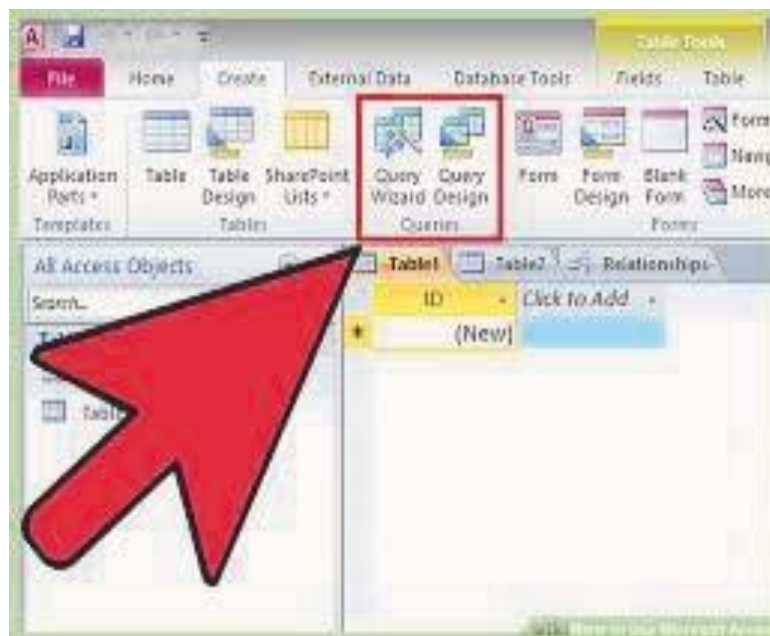 A
Table Tools
File Home Create External Data Database Tools Fields Table
Application Parts Table Table Design SharePoint Lists Query Wizard Query Design Form Form Design Blank Form More
Templates Tables Queries Forms
All Access Objects Table1 Table2 Relationships
Search... ID Click to Add
* (New)